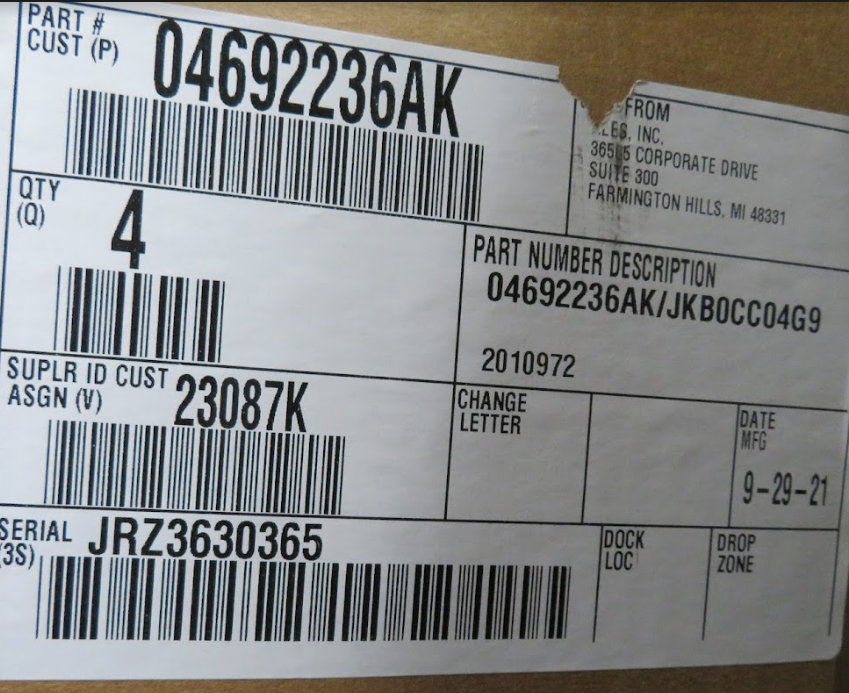 PART #
CUST (P)
04692236AK
FROM
INC.
CORPORATE DRIVE
SUITE 300
FARMINGTON HILLS, MI 48331
QTY
(Q)
4
PART NUMBER DESCRIPTION
04692236AK/JKB0CC04G9
2010972
SUPLR ID CUST
ASGN (V)
23087K
CHANGE
LETTER
DATE
MFG
9-29-21
SERIAL
(3S)
JRZ3630365
DOCK
LOC
DROP
ZONE